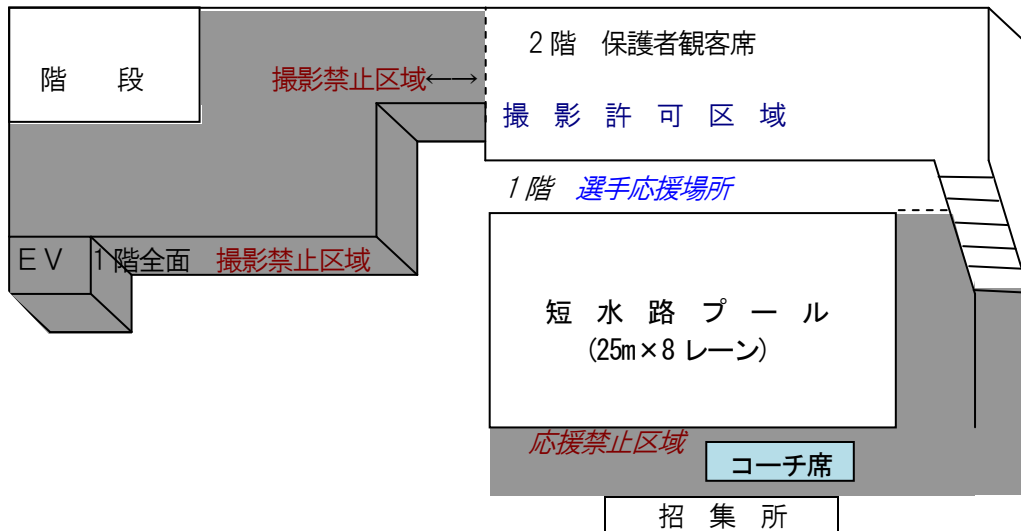 2階 保護者観客席
階 段
撮影禁止区域←→
撮 影 許 可 区 域
1階 選手応援場所
EV 1階全面 撮影禁止区域
短 水 路 プ ー ル
(25m×8レーン)
応援禁止区域
コーチ席
招 集 所